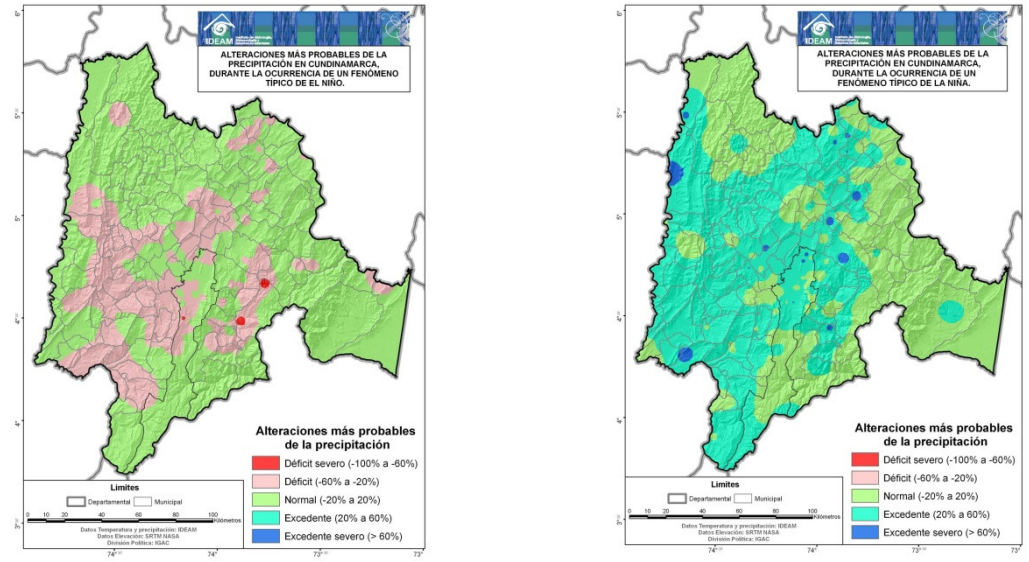 IDEAM
ALTERACIONES MÁS PROBABLES DE LA
PRECIPITACIÓN EN CUNDINAMARCA,
DURANTE LA OCURRENCIA DE UN FENÓMENO
TÍPICO DE EL NIÑO.
Alteraciones más probables
de la precipitación
Déficit severo (-100% a -60%)
Déficit (-60% a -20%)
Normal (-20% a 20%)
Excedente (20% a 60%)
Excedente severo (> 60%)
Limites
Departamental Municipal
10 0 20 40 60 80 100 Kilómetros
Datos Temperatura y precipitación: IDEAM
Datos Elevación: SRTM NASA
División Política: IGAC
IDEAM
ALTERACIONES MÁS PROBABLES DE LA
PRECIPITACIÓN EN CUNDINAMARCA,
DURANTE LA OCURRENCIA DE UN
FENÓMENO TÍPICO DE LA NIÑA.
Alteraciones más probables
de la precipitación
Déficit severo (-100% a -60%)
Déficit (-60% a -20%)
Normal (-20% a 20%)
Excedente (20% a 60%)
Excedente severo (> 60%)
Limites
Departamental Municipal
10 0 20 40 60 80 100 Kilómetros
Datos Temperatura y precipitación: IDEAM
Datos Elevación: SRTM NASA
División Política: IGAC